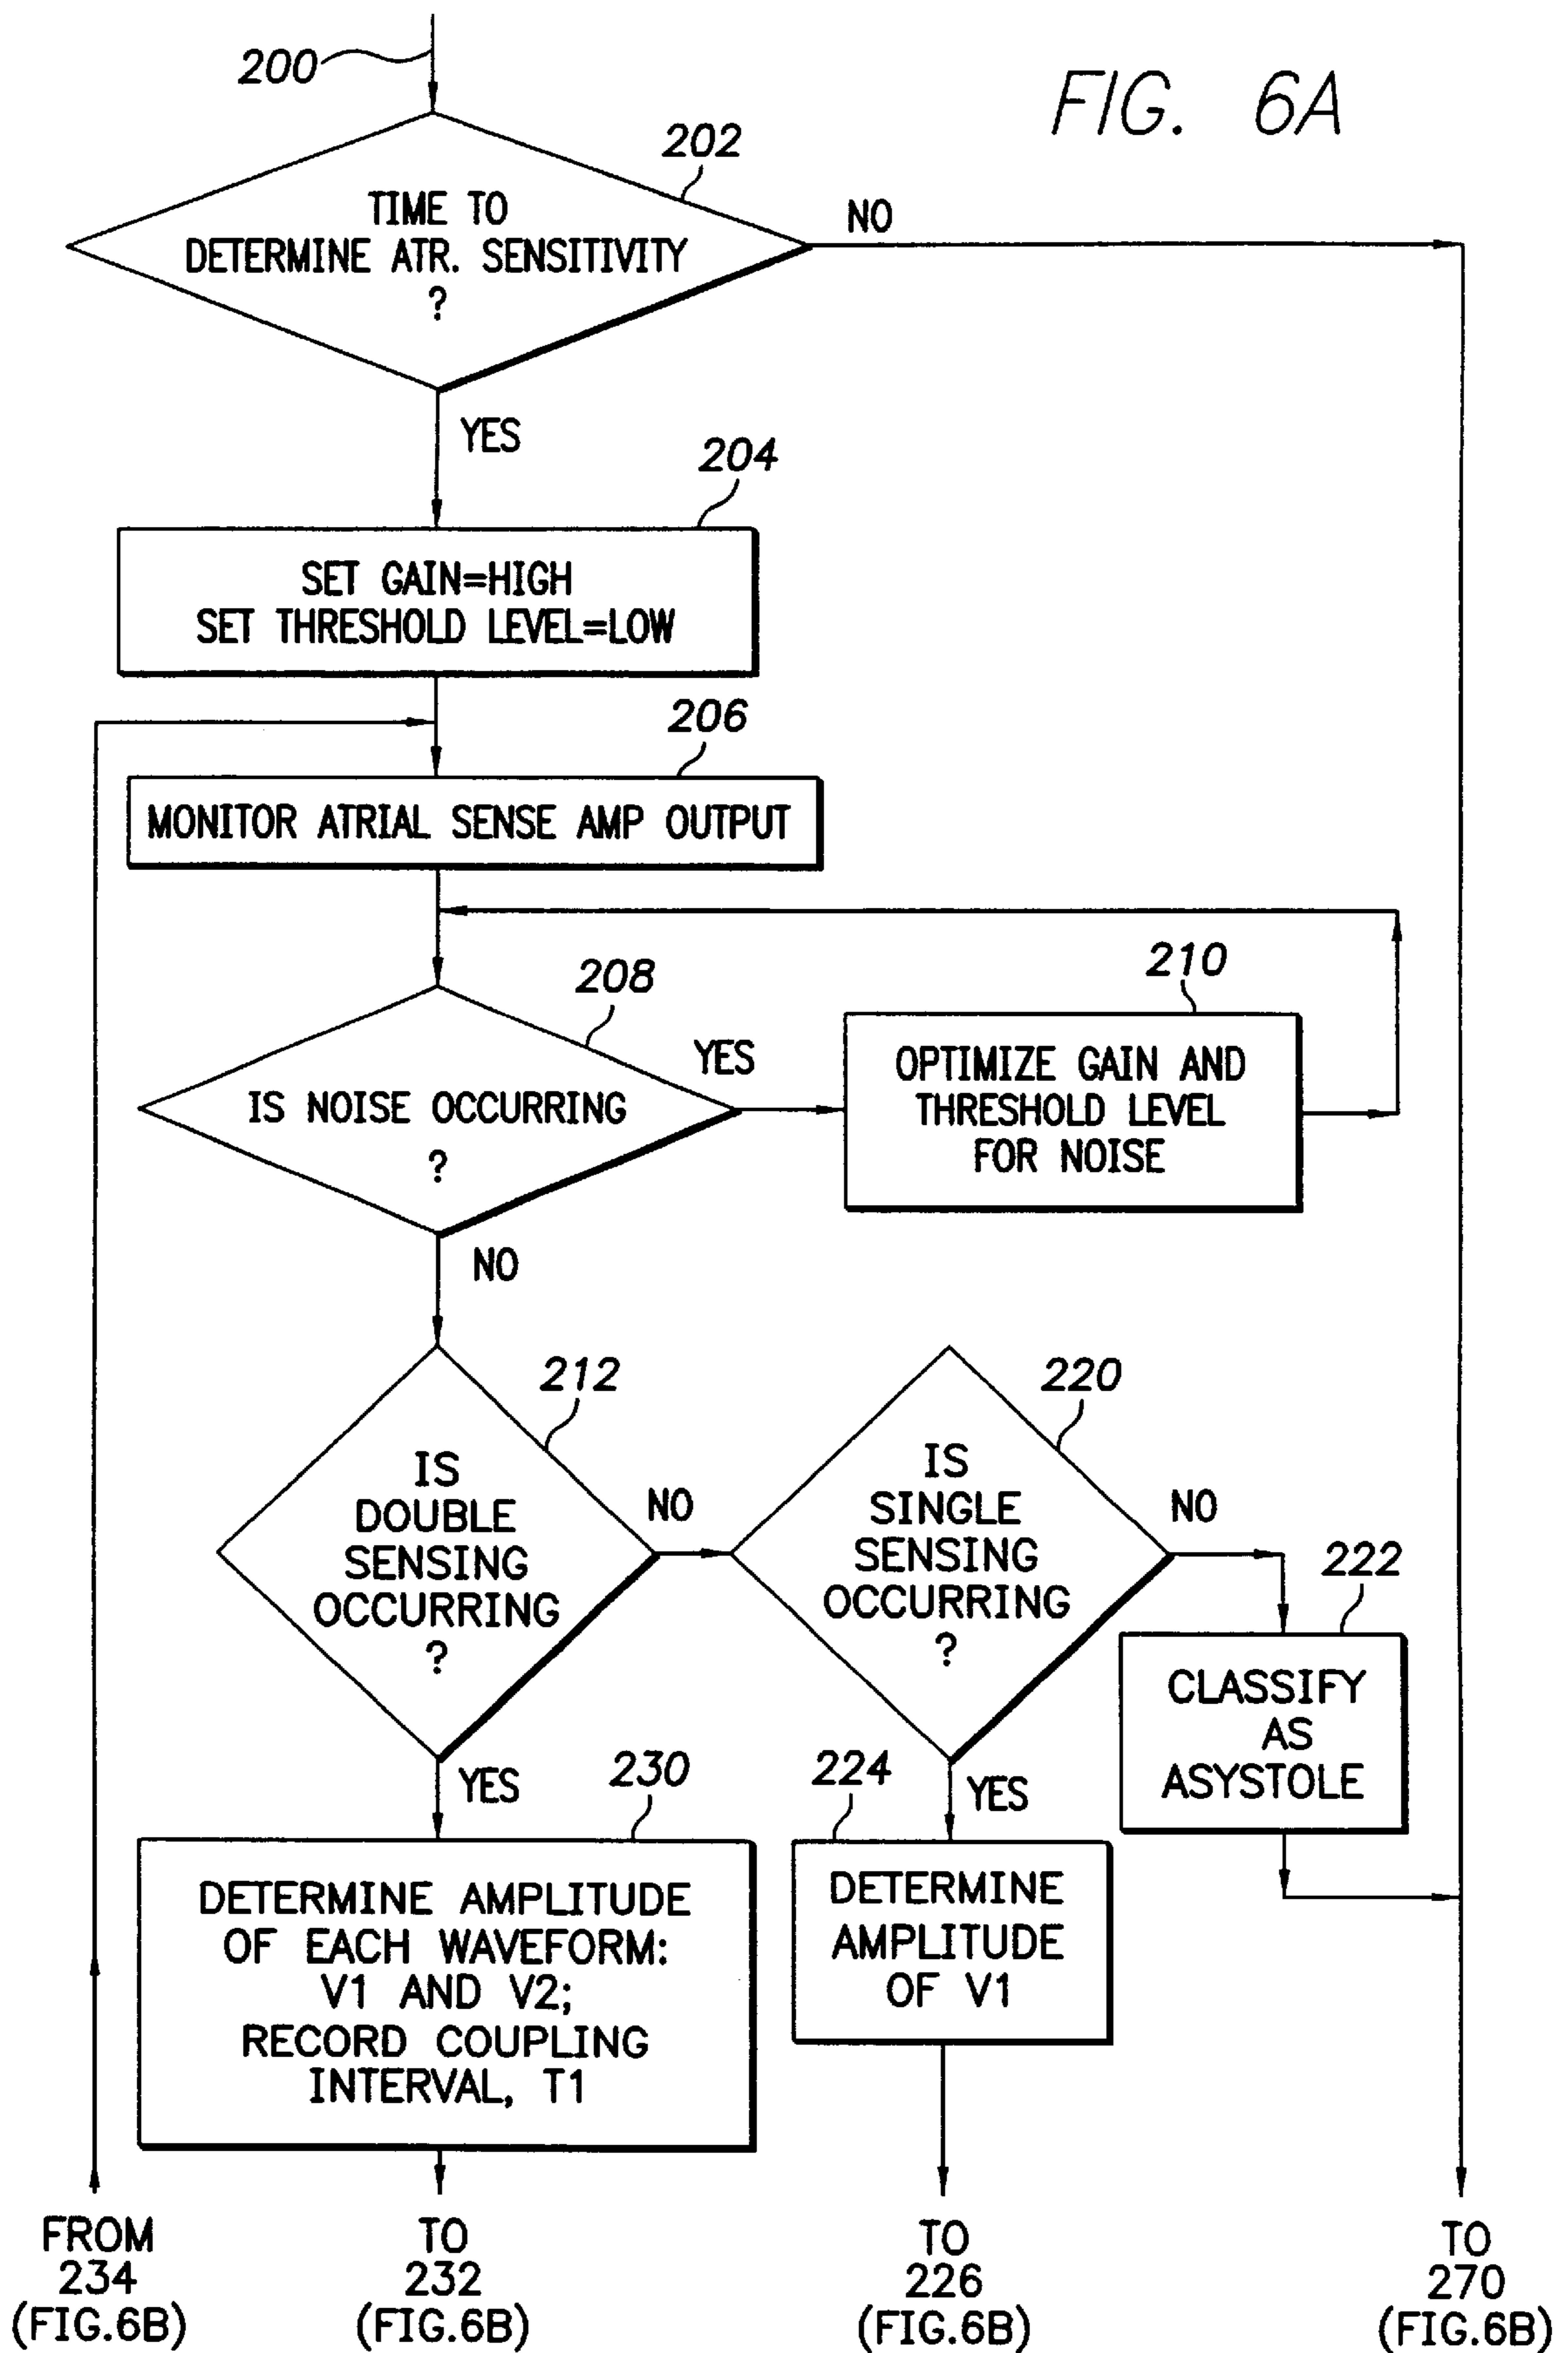 200
FIG. 6A
202
TIME TO
DETERMINE ATR. SENSITIVITY
?
NO
YES
204
SET GAIN=HIGH
SET THRESHOLD LEVEL=LOW
206
MONITOR ATRIAL SENSE AMP OUTPUT
208
IS NOISE OCCURRING
?
YES
210
OPTIMIZE GAIN AND
THRESHOLD LEVEL
FOR NOISE
NO
212
IS
DOUBLE
SENSING
OCCURRING
?
NO
220
IS
SINGLE
SENSING
OCCURRING
?
NO
222
CLASSIFY
AS
ASYSTOLE
YES
230
DETERMINE AMPLITUDE
OF EACH WAVEFORM:
V1 AND V2;
RECORD COUPLING
INTERVAL, T1
224
YES
DETERMINE
AMPLITUDE
OF V1
FROM
234
(FIG.6B)
TO
232
(FIG.6B)
TO
226
(FIG.6B)
TO
270
(FIG.6B)